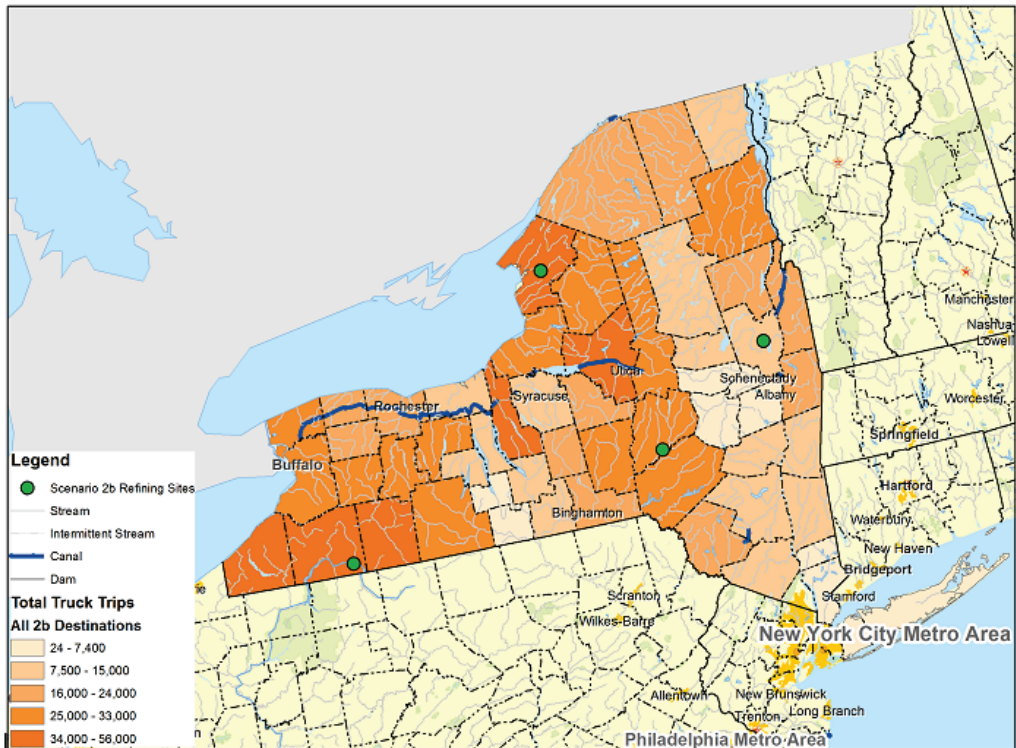 Manchester
Nashua
Lowell
Utica
Schenectady
Albany
Syracuse
Rochester
Worcester
Springfield
Buffalo
Hartford
Binghamton
Waterbury
New Haven
Bridgeport
Stamford
Scranton
Wilkes-Barre
New York City Metro Area
Allentown
New Brunswick
Long Branch
Trenton
Philadelphia Metro Area
Legend
Scenario 2b Refining Sites
Stream
Intermittent Stream
Canal
Dam
Total Truck Trips
All 2b Destinations
24 - 7,400
7,500 - 15,000
16,000 - 24,000
25,000 - 33,000
34,000 - 56,000